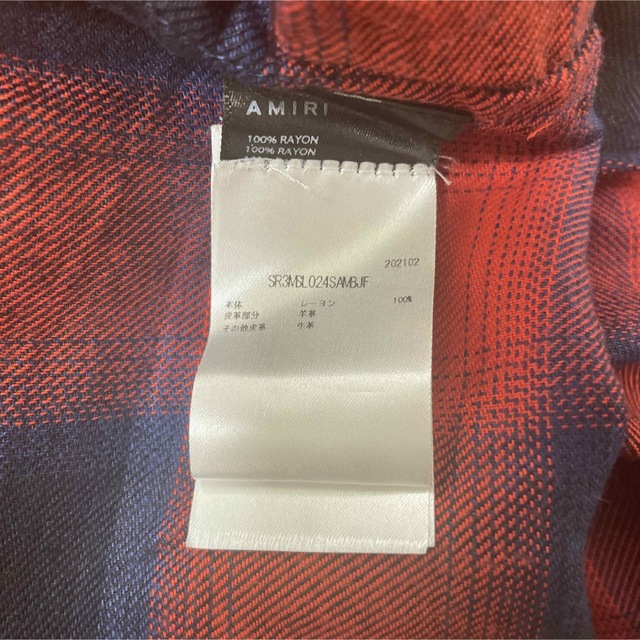 AMIRI
100% RAYON
100% RAYON
202102
SR3MSL024SAMBJF
本体 レーヨン 100%
皮革部分 羊革
その他皮革 牛革